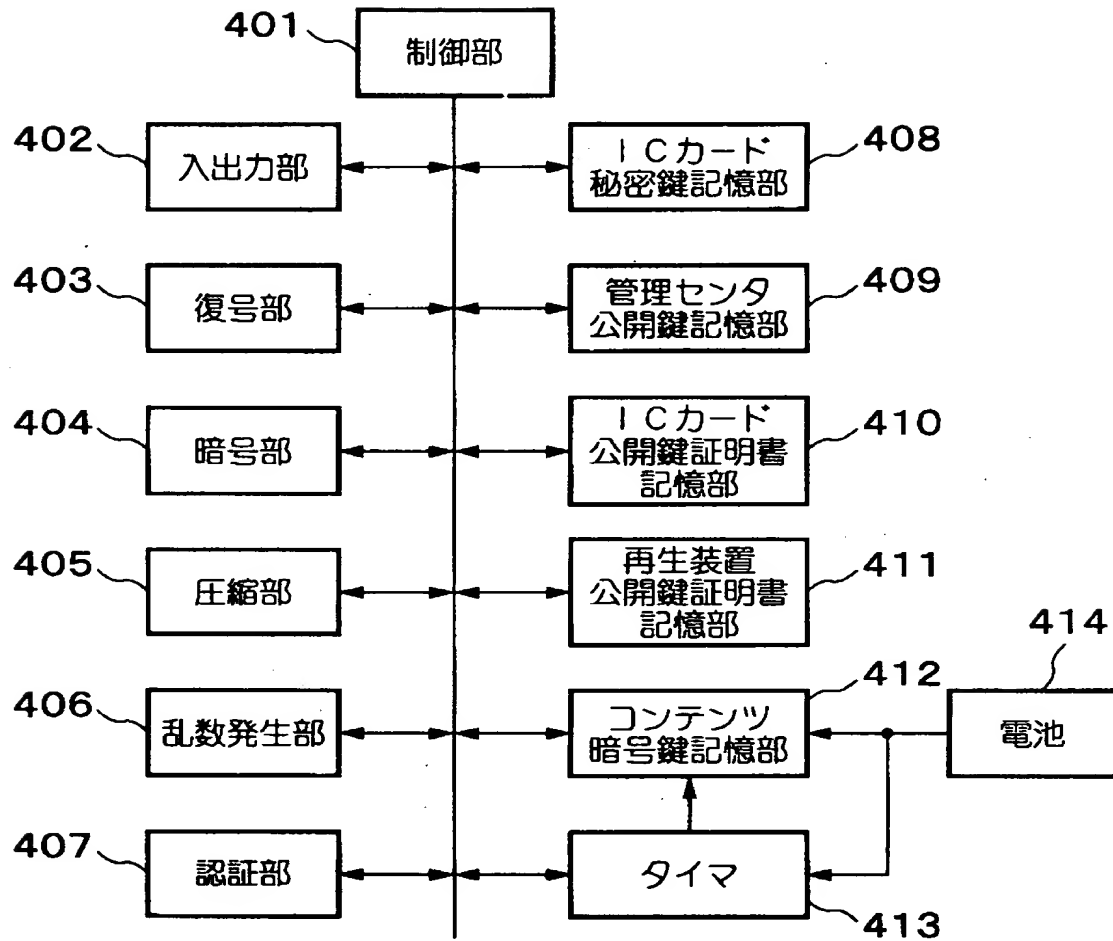 401
制御部
402
入出力部
ICカード
秘密鍵記憶部
408
403
復号部
管理センタ
公開鍵記憶部
409
404
暗号部
ICカード
公開鍵証明書
記憶部
410
405
圧縮部
再生装置
公開鍵証明書
記憶部
411
406
乱数発生部
コンテンツ
暗号鍵記憶部
412
414
電池
407
認証部
タイマ
413